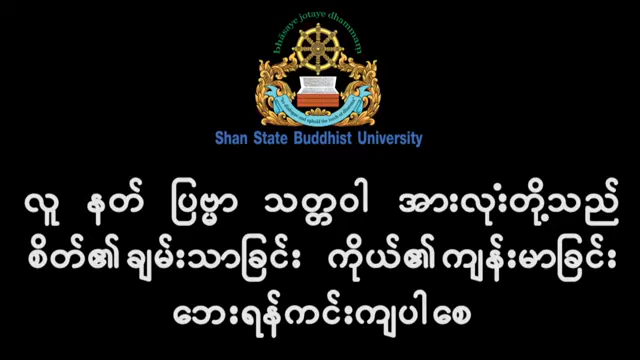 bhāsaye jotaye dhammaṃ
Shan State Buddhist University
လူ နတ် ပြဗ္မာ သတ္တဝါ အားလုံးတို့သည်
စိတ်၏ချမ်းသာခြင်း ကိုယ်၏ကျန်းမာခြင်း
ဘေးရန်ကင်းကျပါစေ